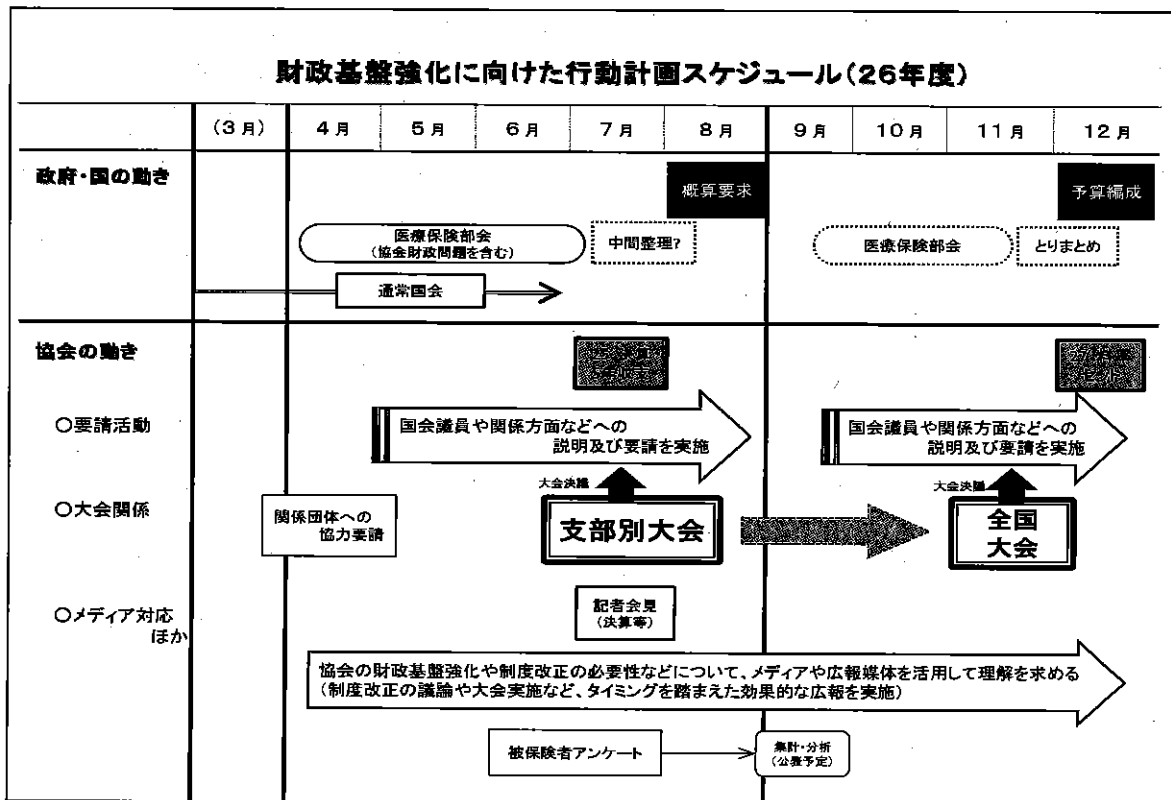 財政基盤強化に向けた行動計画スケジュール(26年度)
(3月) 4月 5月 6月 7月 8月 9月 10月 11月 12月
政府・国の動き
概算要求
予算編成
医療保険部会
(協会財政問題を含む)
中間整理?
医療保険部会
とりまとめ
通常国会
協会の動き
○要請活動
国会議員や関係方面などへの
説明及び要請を実施
国会議員や関係方面などへの
説明及び要請を実施
大会決議
大会決議
○大会関係
関係団体への
協力要請
支部別大会
全国
大会
○メディア対応
ほか
記者会見
(決算等)
協会の財政基盤強化や制度改正の必要性などについて、メディアや広報媒体を活用して理解を求める
(制度改正の議論や大会実施など、タイミングを踏まえた効果的な広報を実施)
被保険者アンケート
集計・分析
(公表予定)